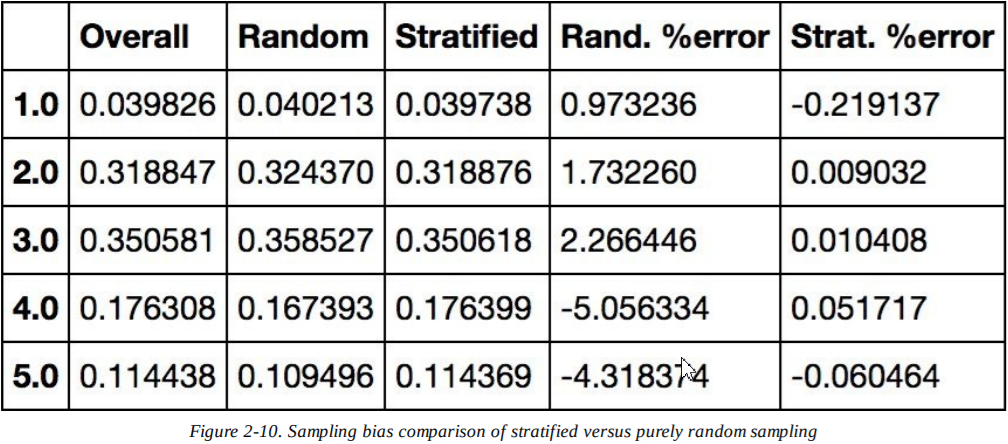 Overall Random Stratified Rand. %error Strat. %error
1.0 0.039826 0.040213 0.039738 0.973236 -0.219137
2.0 0.318847 0.324370 0.318876 1.732260 0.009032
3.0 0.350581 0.358527 0.350618 2.266446 0.010408
4.0 0.176308 0.167393 0.176399 -5.056334 0.051717
5.0 0.114438 0.109496 0.114369 -4.318374 -0.060464
Figure 2-10. Sampling bias comparison of stratified versus purely random sampling